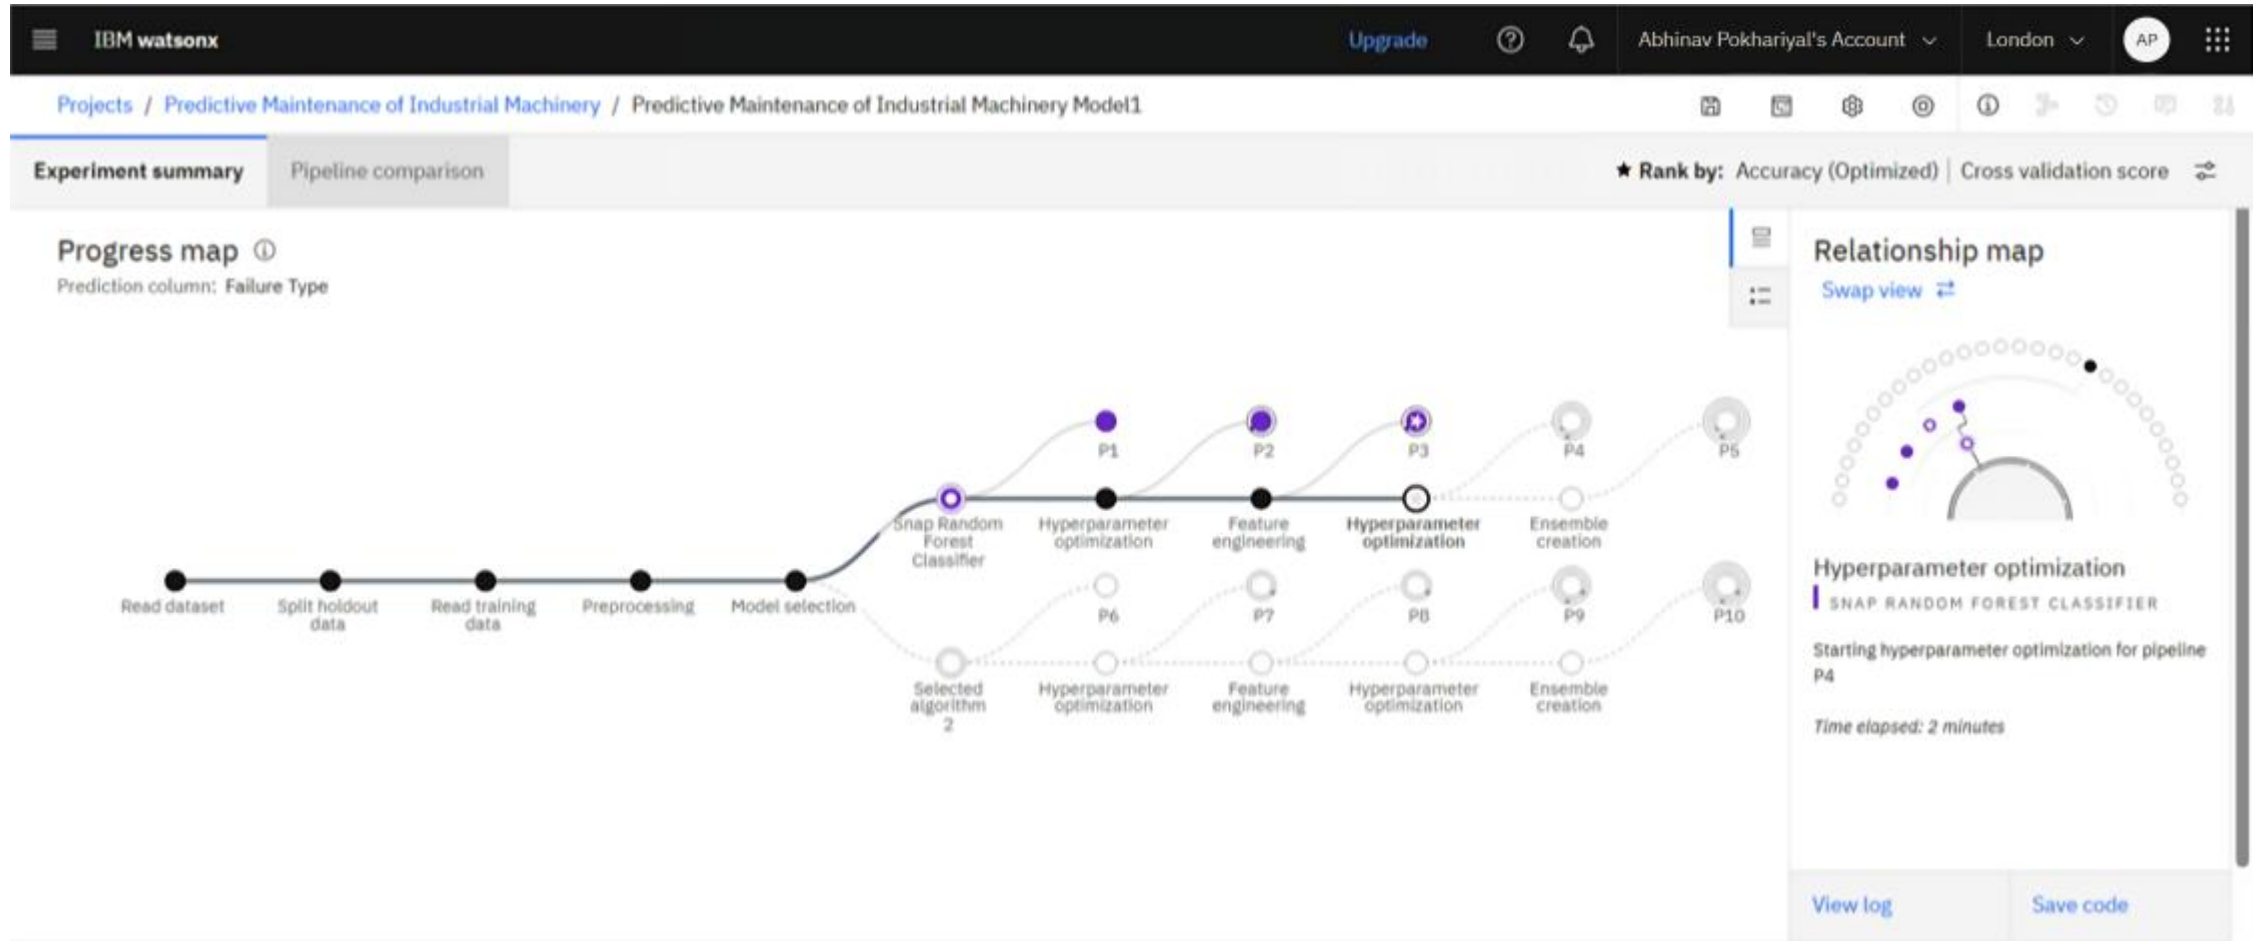 IBM watsonx
Upgrade
Abhinav Pokhariyal's Account
London
AP
Projects / Predictive Maintenance of Industrial Machinery / Predictive Maintenance of Industrial Machinery Model1
Experiment summary
Pipeline comparison
Rank by: Accuracy (Optimized) | Cross validation score
Progress map
Prediction column: Failure Type
P1
P2
P3
P4
P5
Snap Random
Forest
Classifier
Hyperparameter
optimization
Feature
engineering
Hyperparameter
optimization
Ensemble
creation
Read dataset
Split holdout
data
Read training
data
Preprocessing
Model selection
P6
P7
P8
P9
P10
Selected
algorithm
2
Hyperparameter
optimization
Feature
engineering
Hyperparameter
optimization
Ensemble
creation
Relationship map
Swap view
Hyperparameter optimization
SNAP RANDOM FOREST CLASSIFIER
Starting hyperparameter optimization for pipeline
P4
Time elapsed: 2 minutes
View log
Save code